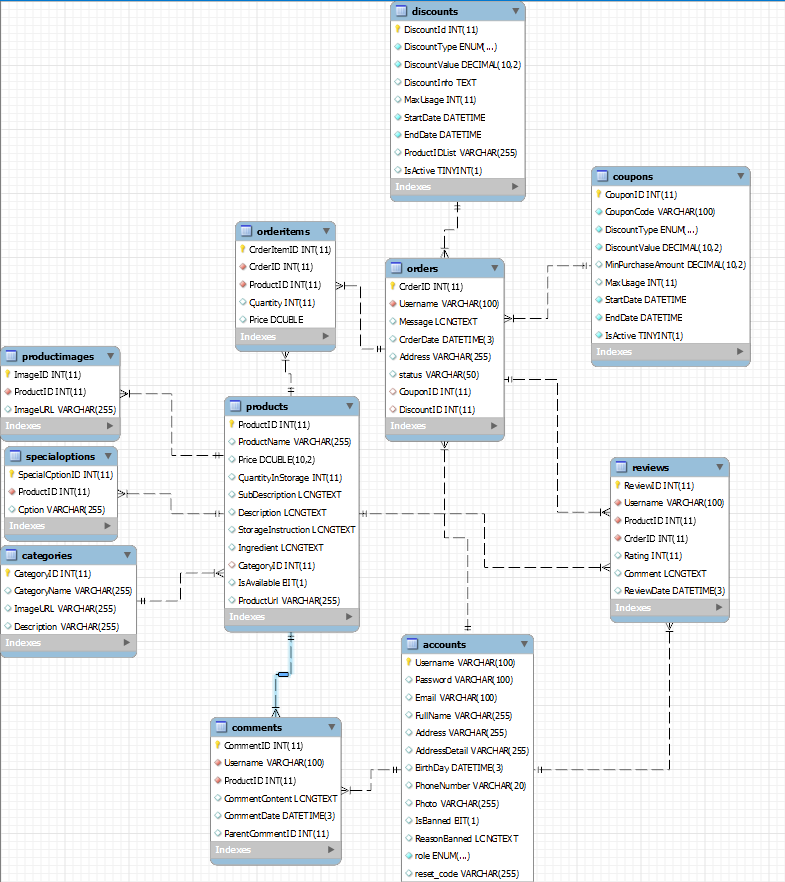 discounts
DiscountId INT(11)
DiscountType ENUM(...)
DiscountValue DECIMAL(10,2)
DiscountInfo TEXT
MaxUsage INT(11)
StartDate DATETIME
EndDate DATETIME
ProductIDList VARCHAR(255)
IsActive TINYINT(1)
Indexes
coupons
CouponID INT(11)
CouponCode VARCHAR(100)
DiscountType ENUM(...)
DiscountValue DECIMAL(10,2)
MinPurchaseAmount DECIMAL(10,2)
MaxUsage INT(11)
StartDate DATETIME
EndDate DATETIME
IsActive TINYINT(1)
Indexes
orderitems
OrderItemID INT(11)
OrderID INT(11)
ProductID INT(11)
Quantity INT(11)
Price DOUBLE
Indexes
orders
OrderID INT(11)
Username VARCHAR(100)
Message LONGTEXT
OrderDate DATETIME(3)
Address VARCHAR(255)
status VARCHAR(50)
CouponID INT(11)
DiscountID INT(11)
Indexes
productimages
ImageID INT(11)
ProductID INT(11)
ImageURL VARCHAR(255)
Indexes
products
ProductID INT(11)
ProductName VARCHAR(255)
Price DOUBLE(10,2)
QuantityInStorage INT(11)
SubDescription LONGTEXT
Description LONGTEXT
StorageInstruction LONGTEXT
Ingredient LONGTEXT
CategoryID INT(11)
IsAvailable BIT(1)
ProductUrl VARCHAR(255)
Indexes
specialoptions
SpecialOptionID INT(11)
ProductID INT(11)
Option VARCHAR(255)
Indexes
reviews
ReviewID INT(11)
Username VARCHAR(100)
ProductID INT(11)
OrderID INT(11)
Rating INT(11)
Comment LONGTEXT
ReviewDate DATETIME(3)
Indexes
categories
CategoryID INT(11)
CategoryName VARCHAR(255)
ImageURL VARCHAR(255)
Description VARCHAR(255)
Indexes
accounts
Username VARCHAR(100)
Password VARCHAR(100)
Email VARCHAR(100)
FullName VARCHAR(255)
Address VARCHAR(255)
AddressDetail VARCHAR(255)
BirthDay DATETIME(3)
PhoneNumber VARCHAR(20)
Photo VARCHAR(255)
IsBanned BIT(1)
ReasonBanned LONGTEXT
role ENUM(...)
reset_code VARCHAR(255)
comments
CommentID INT(11)
Username VARCHAR(100)
ProductID INT(11)
CommentContent LONGTEXT
CommentDate DATETIME(3)
ParentCommentID INT(11)
Indexes